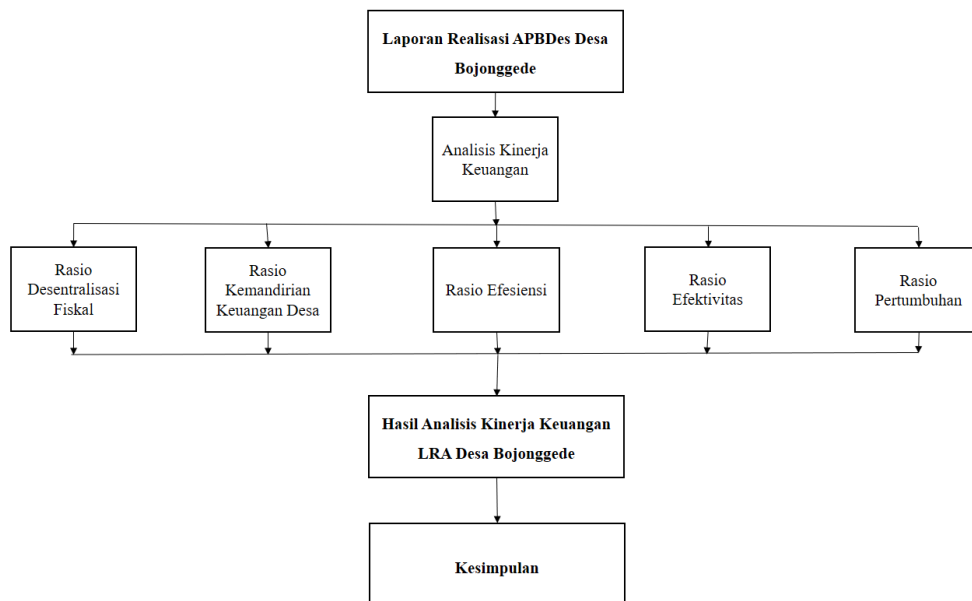 Laporan Realisasi APBDes Desa
Bojonggede
Analisis Kinerja
Keuangan
Rasio
Desentralisasi
Fiskal
Rasio
Kemandirian
Keuangan Desa
Rasio Efesiensi
Rasio
Efektivitas
Rasio
Pertumbuhan
Hasil Analisis Kinerja Keuangan
LRA Desa Bojonggede
Kesimpulan